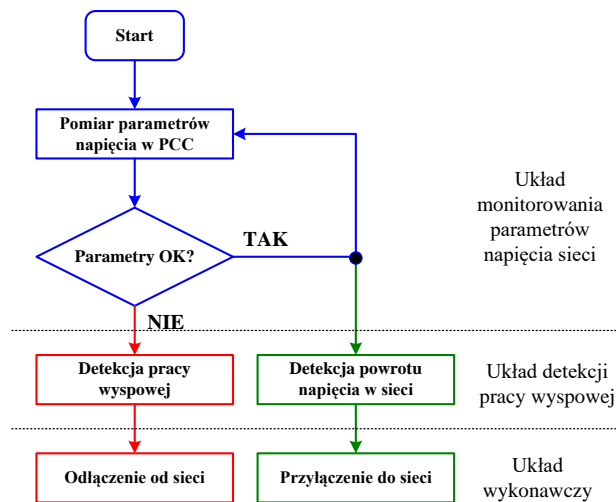 Start
Pomiar parametrów
napięcia w PCC
Parametry OK?
TAK
NIE
Układ
monitorowania
parametrów
napięcia sieci
Detekcja pracy
wyspowej
Detekcja powrotu
napięcia w sieci
Układ detekcji
pracy wyspowej
Odłączenie od sieci
Przyłączenie do sieci
Układ
wykonawczy